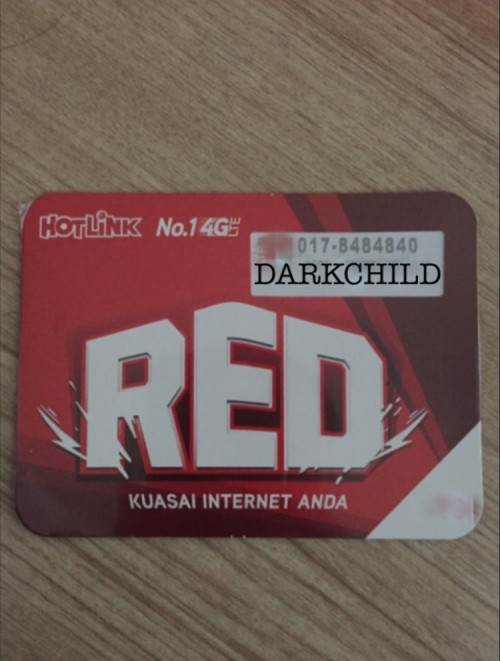 HOTLINK No.1 4G LTE
017-8484840
DARKCHILD
RED
KUASAI INTERNET ANDA